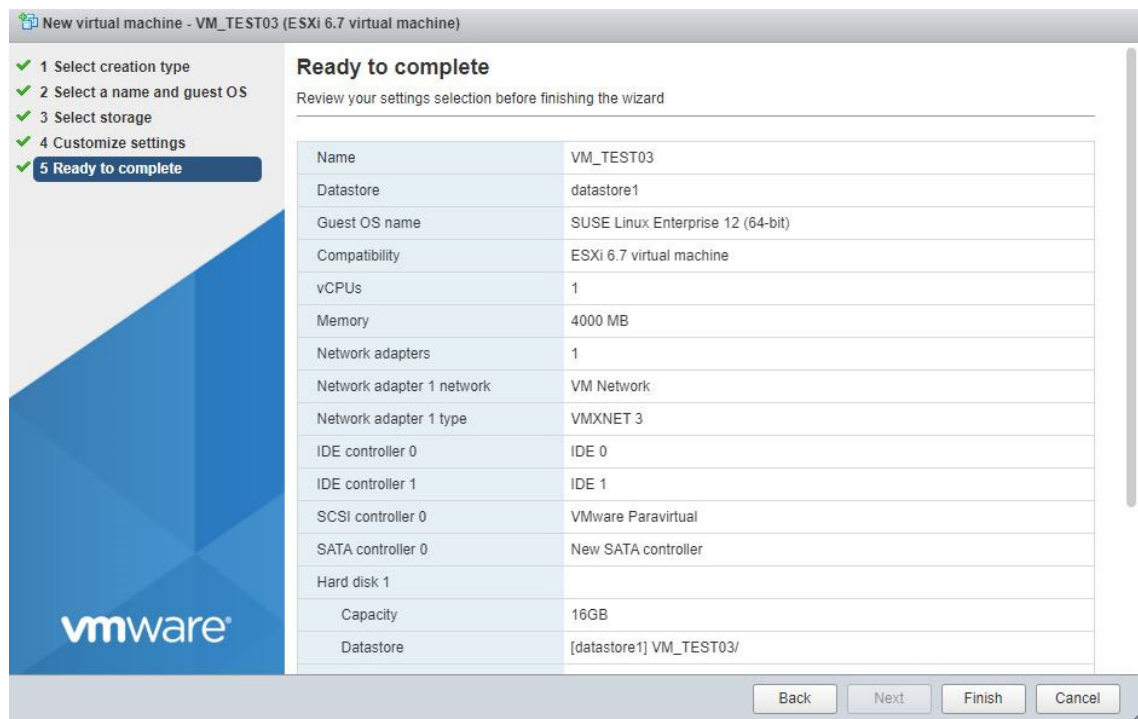 New virtual machine - VM_TEST03 (ESXi 6.7 virtual machine)
1 Select creation type
2 Select a name and guest OS
3 Select storage
4 Customize settings
5 Ready to complete
Ready to complete
Review your settings selection before finishing the wizard
Name VM_TEST03
Datastore datastore1
Guest OS name SUSE Linux Enterprise 12 (64-bit)
Compatibility ESXi 6.7 virtual machine
vCPUs 1
Memory 4000 MB
Network adapters 1
Network adapter 1 network VM Network
Network adapter 1 type VMXNET 3
IDE controller 0 IDE 0
IDE controller 1 IDE 1
SCSI controller 0 VMware Paravirtual
SATA controller 0 New SATA controller
Hard disk 1
Capacity 16GB
Datastore [datastore1] VM_TEST03/
vmware®
Back Next Finish Cancel